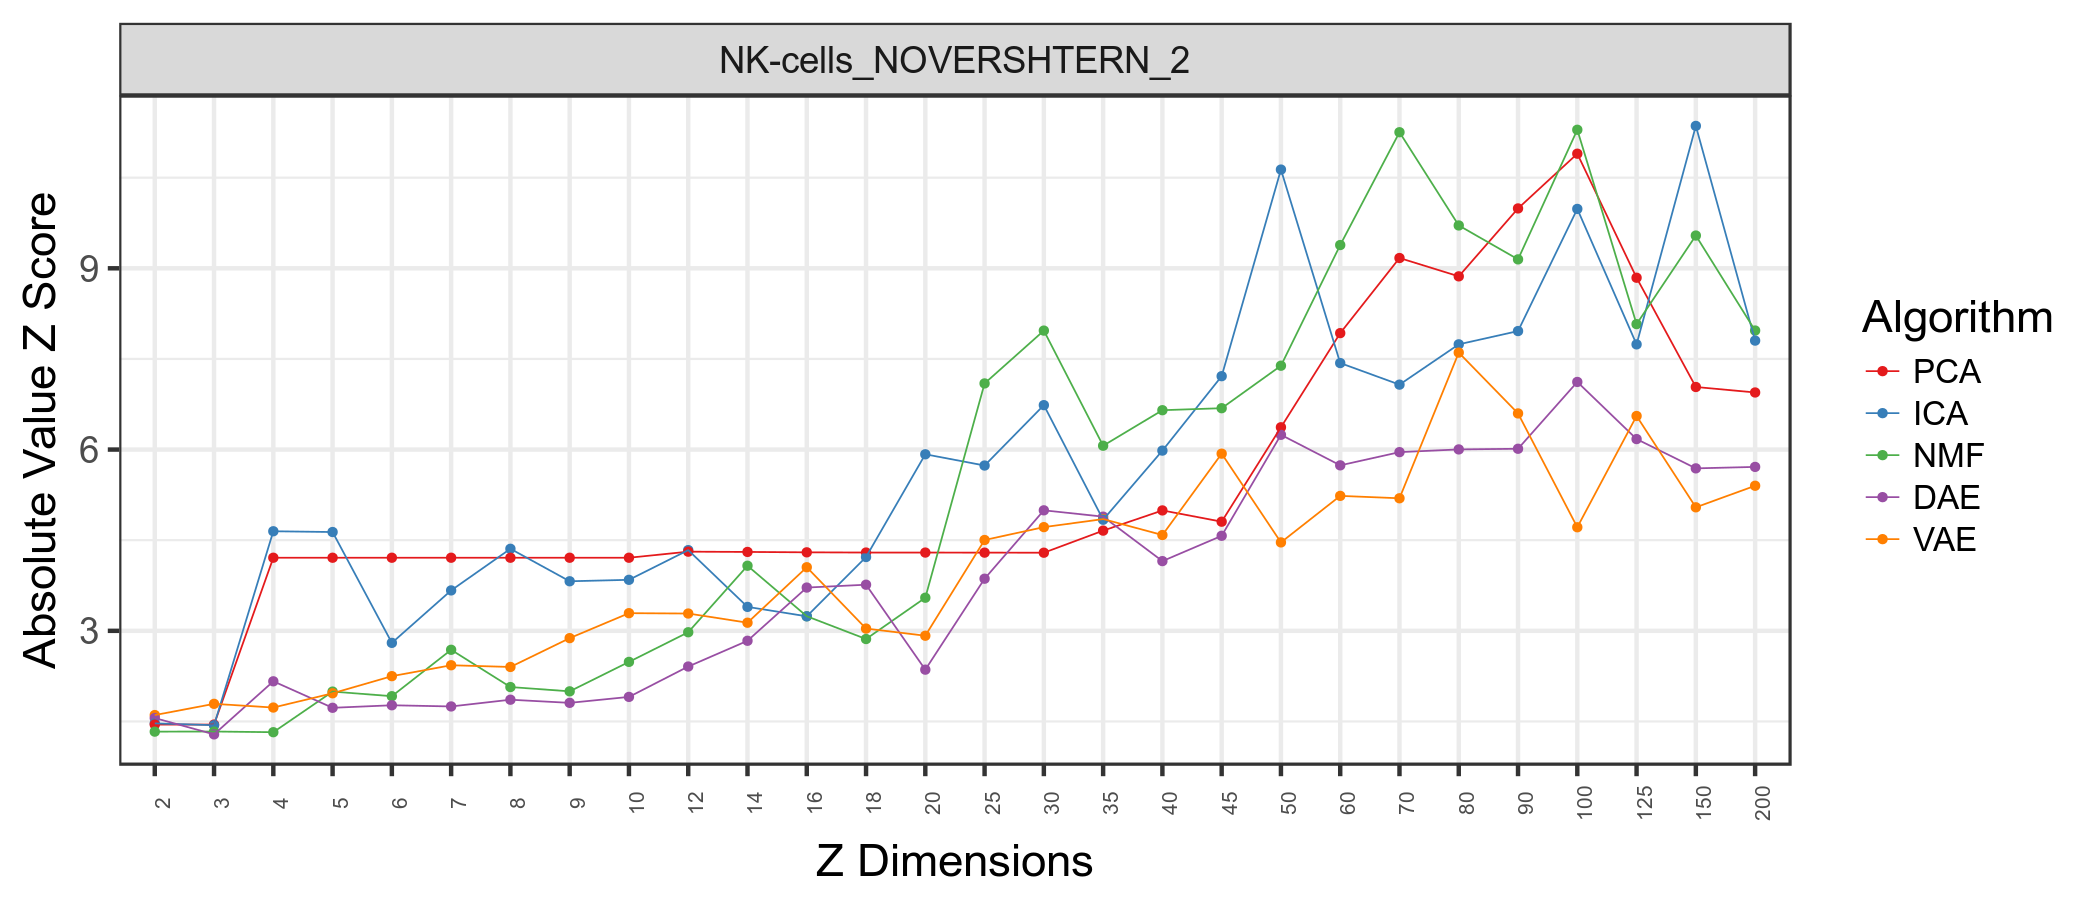 NK-cells_NOVERSHTERN_2
Absolute Value Z Score
9
6
3
2 3 4 5 6 7 8 9 10 12 14 16 18 20 25 30 35 40 45 50 60 70 80 90 100 125 150 200
Z Dimensions
Algorithm
PCA
ICA
NMF
DAE
VAE